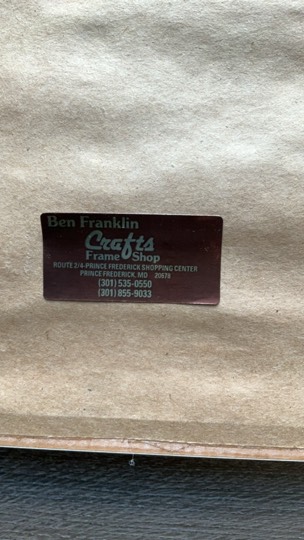 Ben Franklin
Crafts
Frame Shop
ROUTE 2/4-PRINCE FREDERICK SHOPPING CENTER
PRINCE FREDERICK, MD 20678
(301) 535-0550
(301) 855-9033